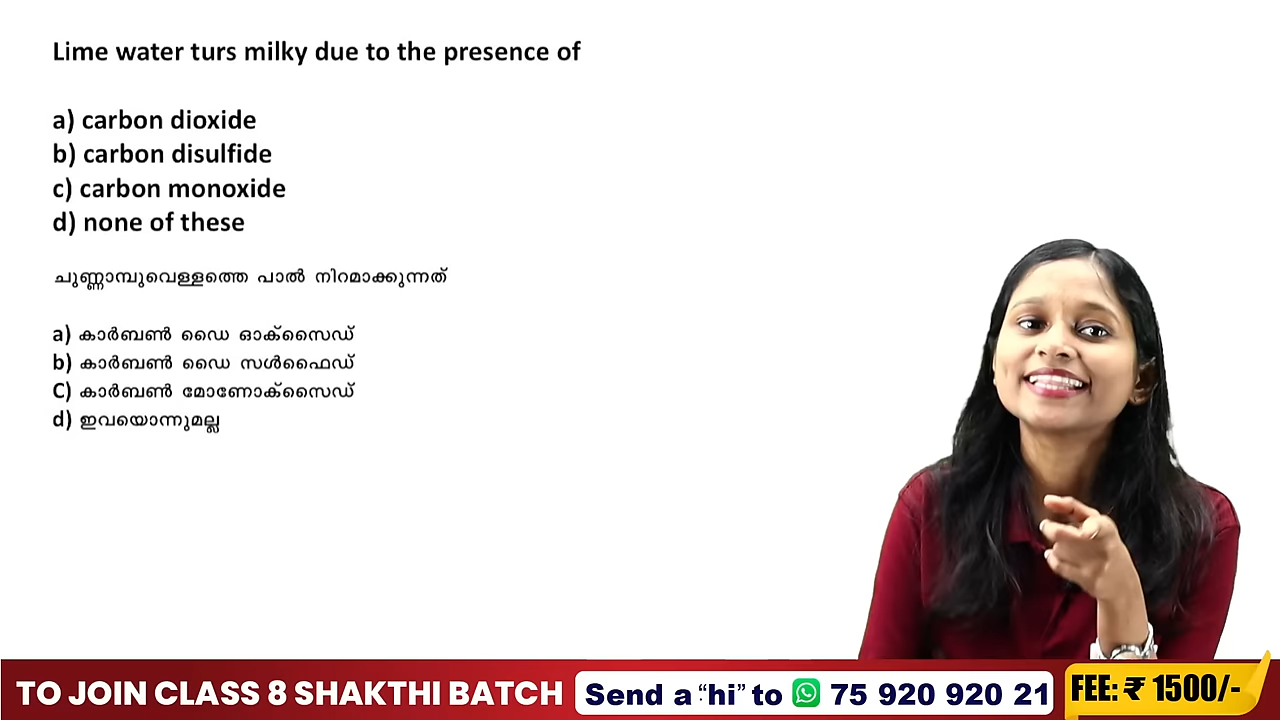 Lime water turs milky due to the presence of
a) carbon dioxide
b) carbon disulfide
c) carbon monoxide
d) none of these
ചുണ്ണാമ്പുവെള്ളത്തെ പാൽ നിറമാക്കുന്നത്
a) കാർബൺ ഡൈ ഓക്സൈഡ്
b) കാർബൺ ഡൈ സൾഫൈഡ്
C) കാർബൺ മോണോക്സൈഡ്
d) ഇവയൊന്നുമല്ല
TO JOIN CLASS 8 SHAKTHI BATCH Send a “hi” to 75 920 920 21 FEE: ₹ 1500/-